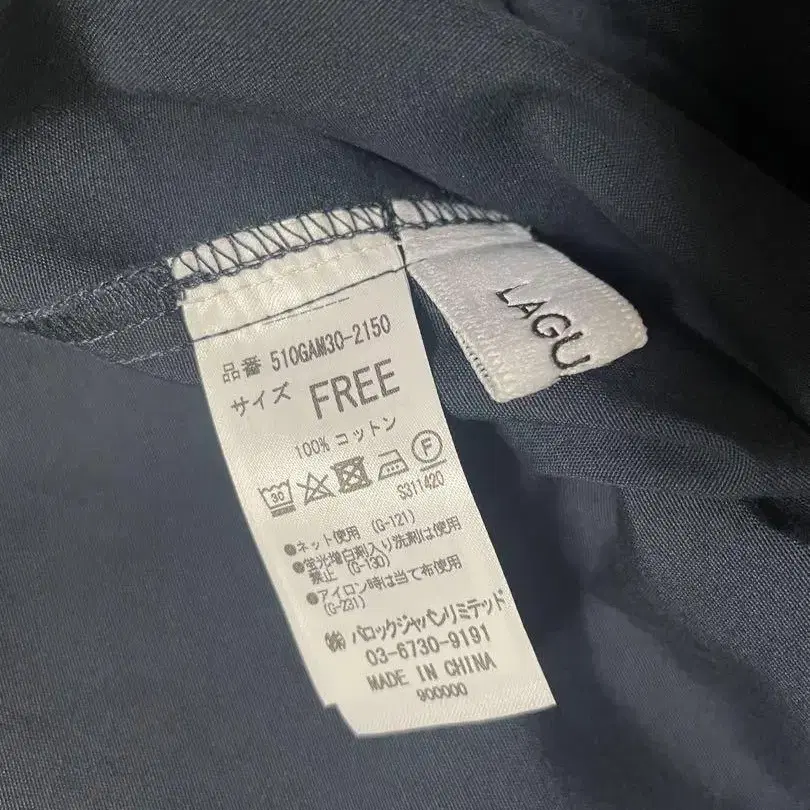 LAGU
品番 510GAM30-2150
サイズ FREE
100% コットン
30 F
S311420
●ネット使用 (G-121)
●蛍光増白剤入り洗剤は使用
禁止 (G-130)
●アイロン時は当て布使用
(G-231)
㈱ バロックジャパンリミテッド
03-6730-9191
MADE IN CHINA
900000